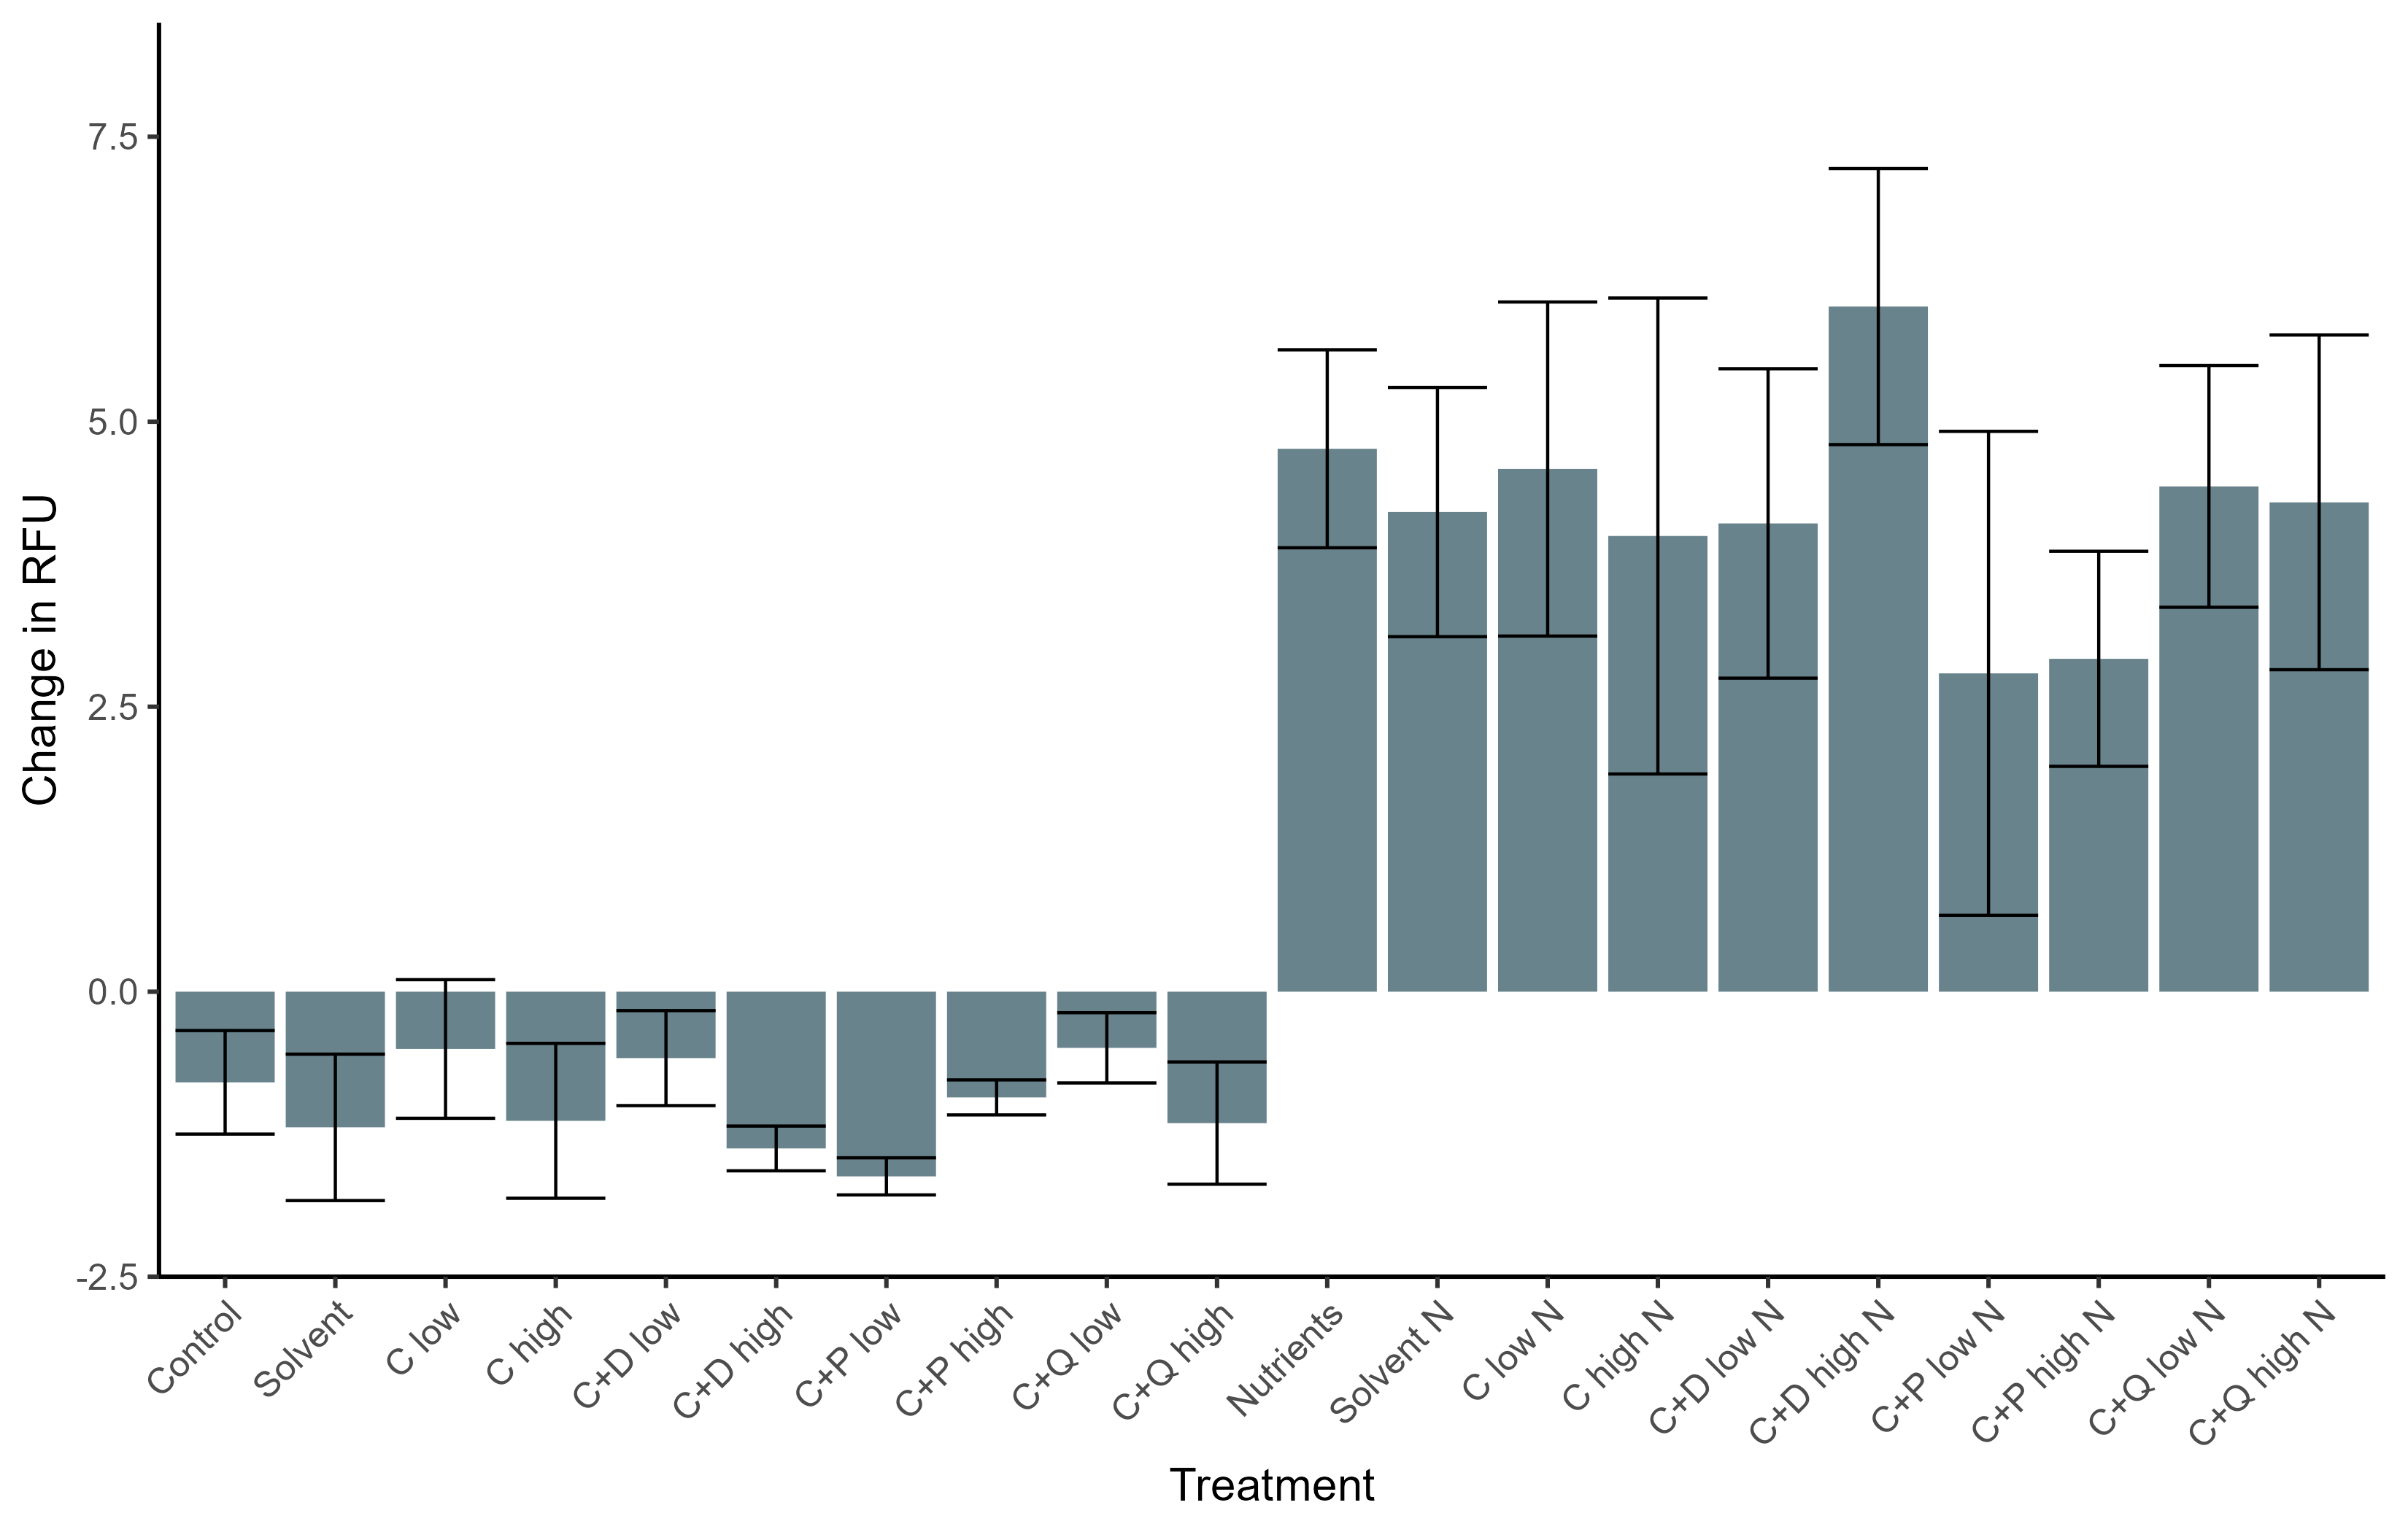 Change in RFU
7.5
5.0
2.5
0.0
-2.5
Control
Solvent
C low
C high
C+D low
C+D high
C+P low
C+P high
C+Q low
C+Q high
Nutrients
Solvent N
C low N
C high N
C+D low N
C+D high N
C+P low N
C+P high N
C+Q low N
C+Q high N
Treatment